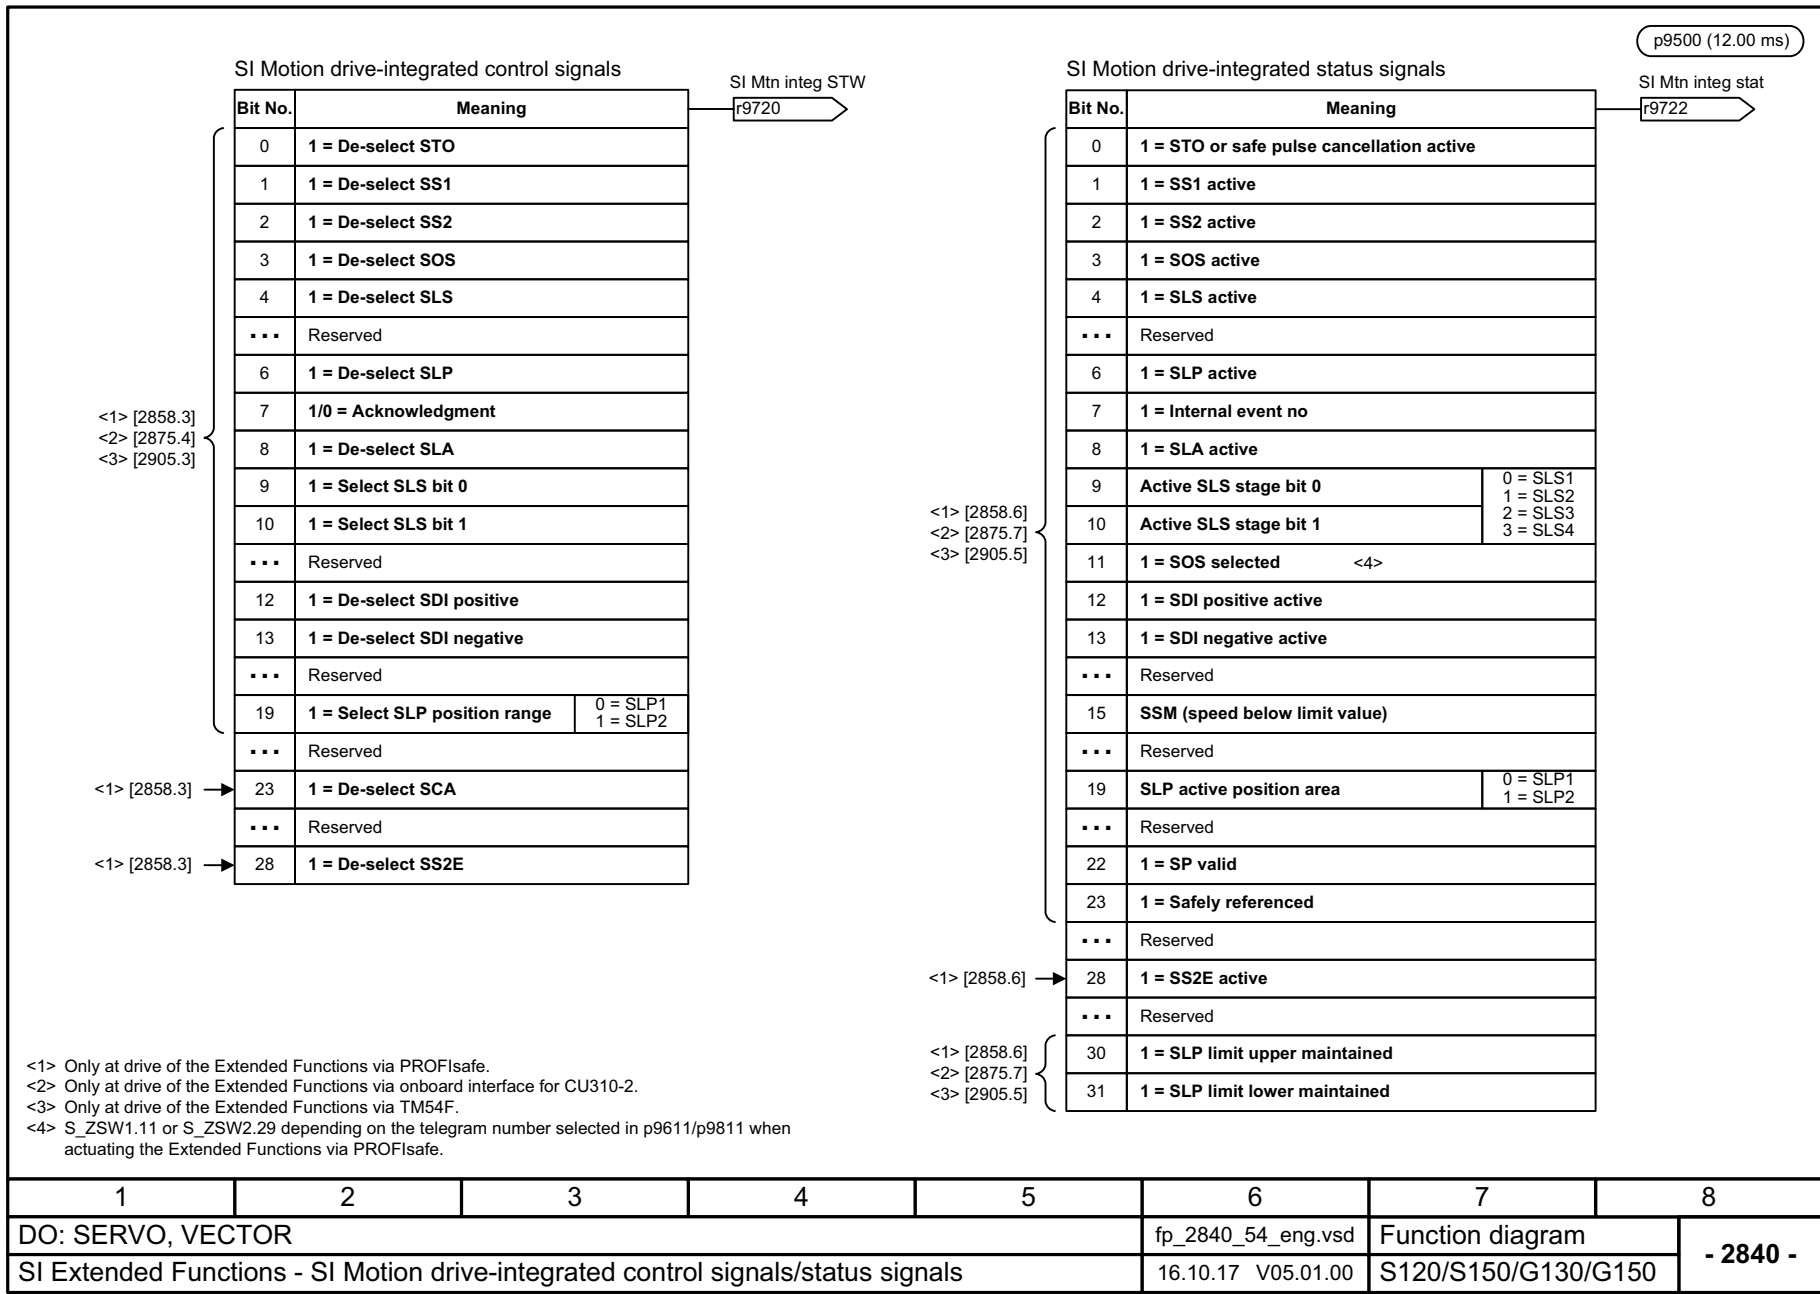 p9500 (12.00 ms)
SI Motion drive-integrated control signals
SI Mtn integ STW
r9720
Bit No. Meaning
0 1 = De-select STO
1 1 = De-select SS1
2 1 = De-select SS2
3 1 = De-select SOS
4 1 = De-select SLS
... Reserved
6 1 = De-select SLP
7 1/0 = Acknowledgment
8 1 = De-select SLA
9 1 = Select SLS bit 0
10 1 = Select SLS bit 1
... Reserved
12 1 = De-select SDI positive
13 1 = De-select SDI negative
... Reserved
19 1 = Select SLP position range
0 = SLP1
1 = SLP2
... Reserved
23 1 = De-select SCA
... Reserved
28 1 = De-select SS2E
<1> [2858.3]
<2> [2875.4]
<3> [2905.3]
<1> [2858.3]
<1> [2858.3]
SI Motion drive-integrated status signals
SI Mtn integ stat
r9722
Bit No. Meaning
0 1 = STO or safe pulse cancellation active
1 1 = SS1 active
2 1 = SS2 active
3 1 = SOS active
4 1 = SLS active
... Reserved
6 1 = SLP active
7 1 = Internal event no
8 1 = SLA active
9 Active SLS stage bit 0
10 Active SLS stage bit 1
0 = SLS1
1 = SLS2
2 = SLS3
3 = SLS4
11 1 = SOS selected <4>
12 1 = SDI positive active
13 1 = SDI negative active
... Reserved
15 SSM (speed below limit value)
... Reserved
19 SLP active position area
0 = SLP1
1 = SLP2
... Reserved
22 1 = SP valid
23 1 = Safely referenced
... Reserved
28 1 = SS2E active
... Reserved
30 1 = SLP limit upper maintained
31 1 = SLP limit lower maintained
<1> [2858.6]
<2> [2875.7]
<3> [2905.5]
<1> [2858.6]
<1> [2858.6]
<2> [2875.7]
<3> [2905.5]
<1> Only at drive of the Extended Functions via PROFIsafe.
<2> Only at drive of the Extended Functions via onboard interface for CU310-2.
<3> Only at drive of the Extended Functions via TM54F.
<4> S_ZSW1.11 or S_ZSW2.29 depending on the telegram number selected in p9611/p9811 when
actuating the Extended Functions via PROFIsafe.
1 2 3 4 5 6 7 8
DO: SERVO, VECTOR
fp_2840_54_eng.vsd
Function diagram
- 2840 -
SI Extended Functions - SI Motion drive-integrated control signals/status signals
16.10.17 V05.01.00
S120/S150/G130/G150